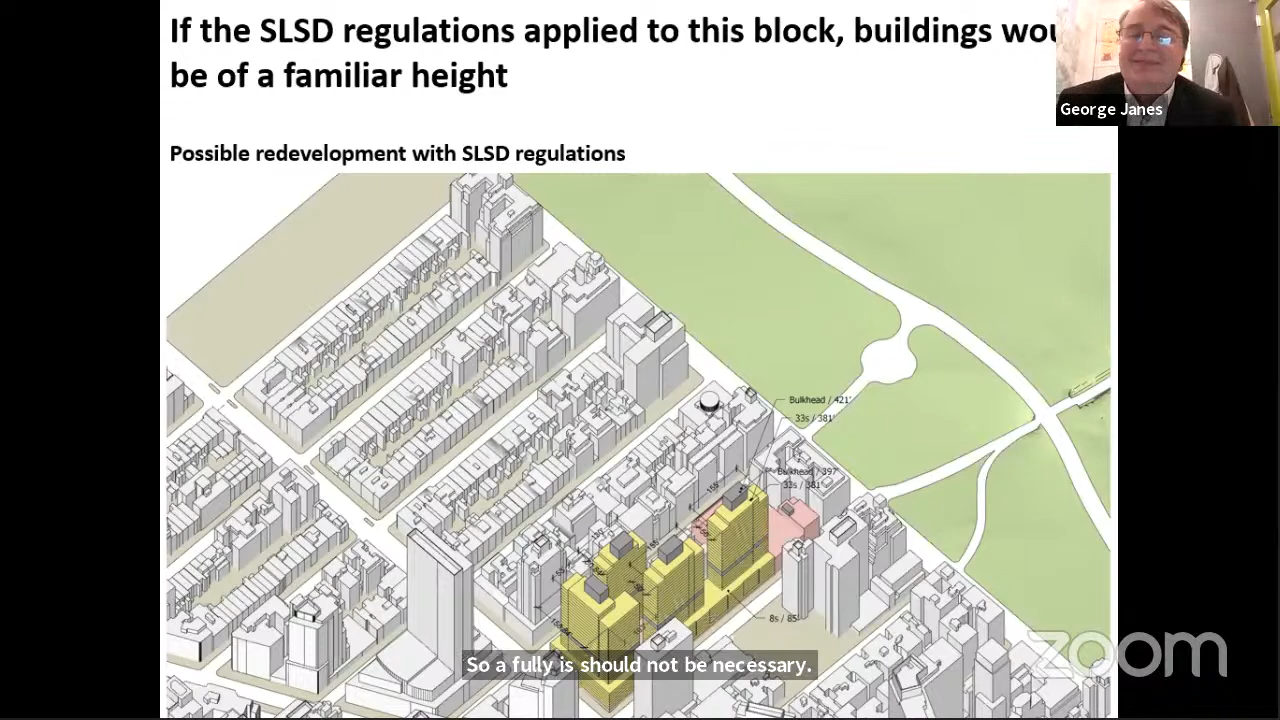 If the SLSD regulations applied to this block, buildings wou
be of a familiar height
George Janes
Possible redevelopment with SLSD regulations
Bulkhead / 421'
33s / 381'
Bulkhead / 397'
33s / 381'
8s / 85'
So a fully is should not be necessary.
zoom